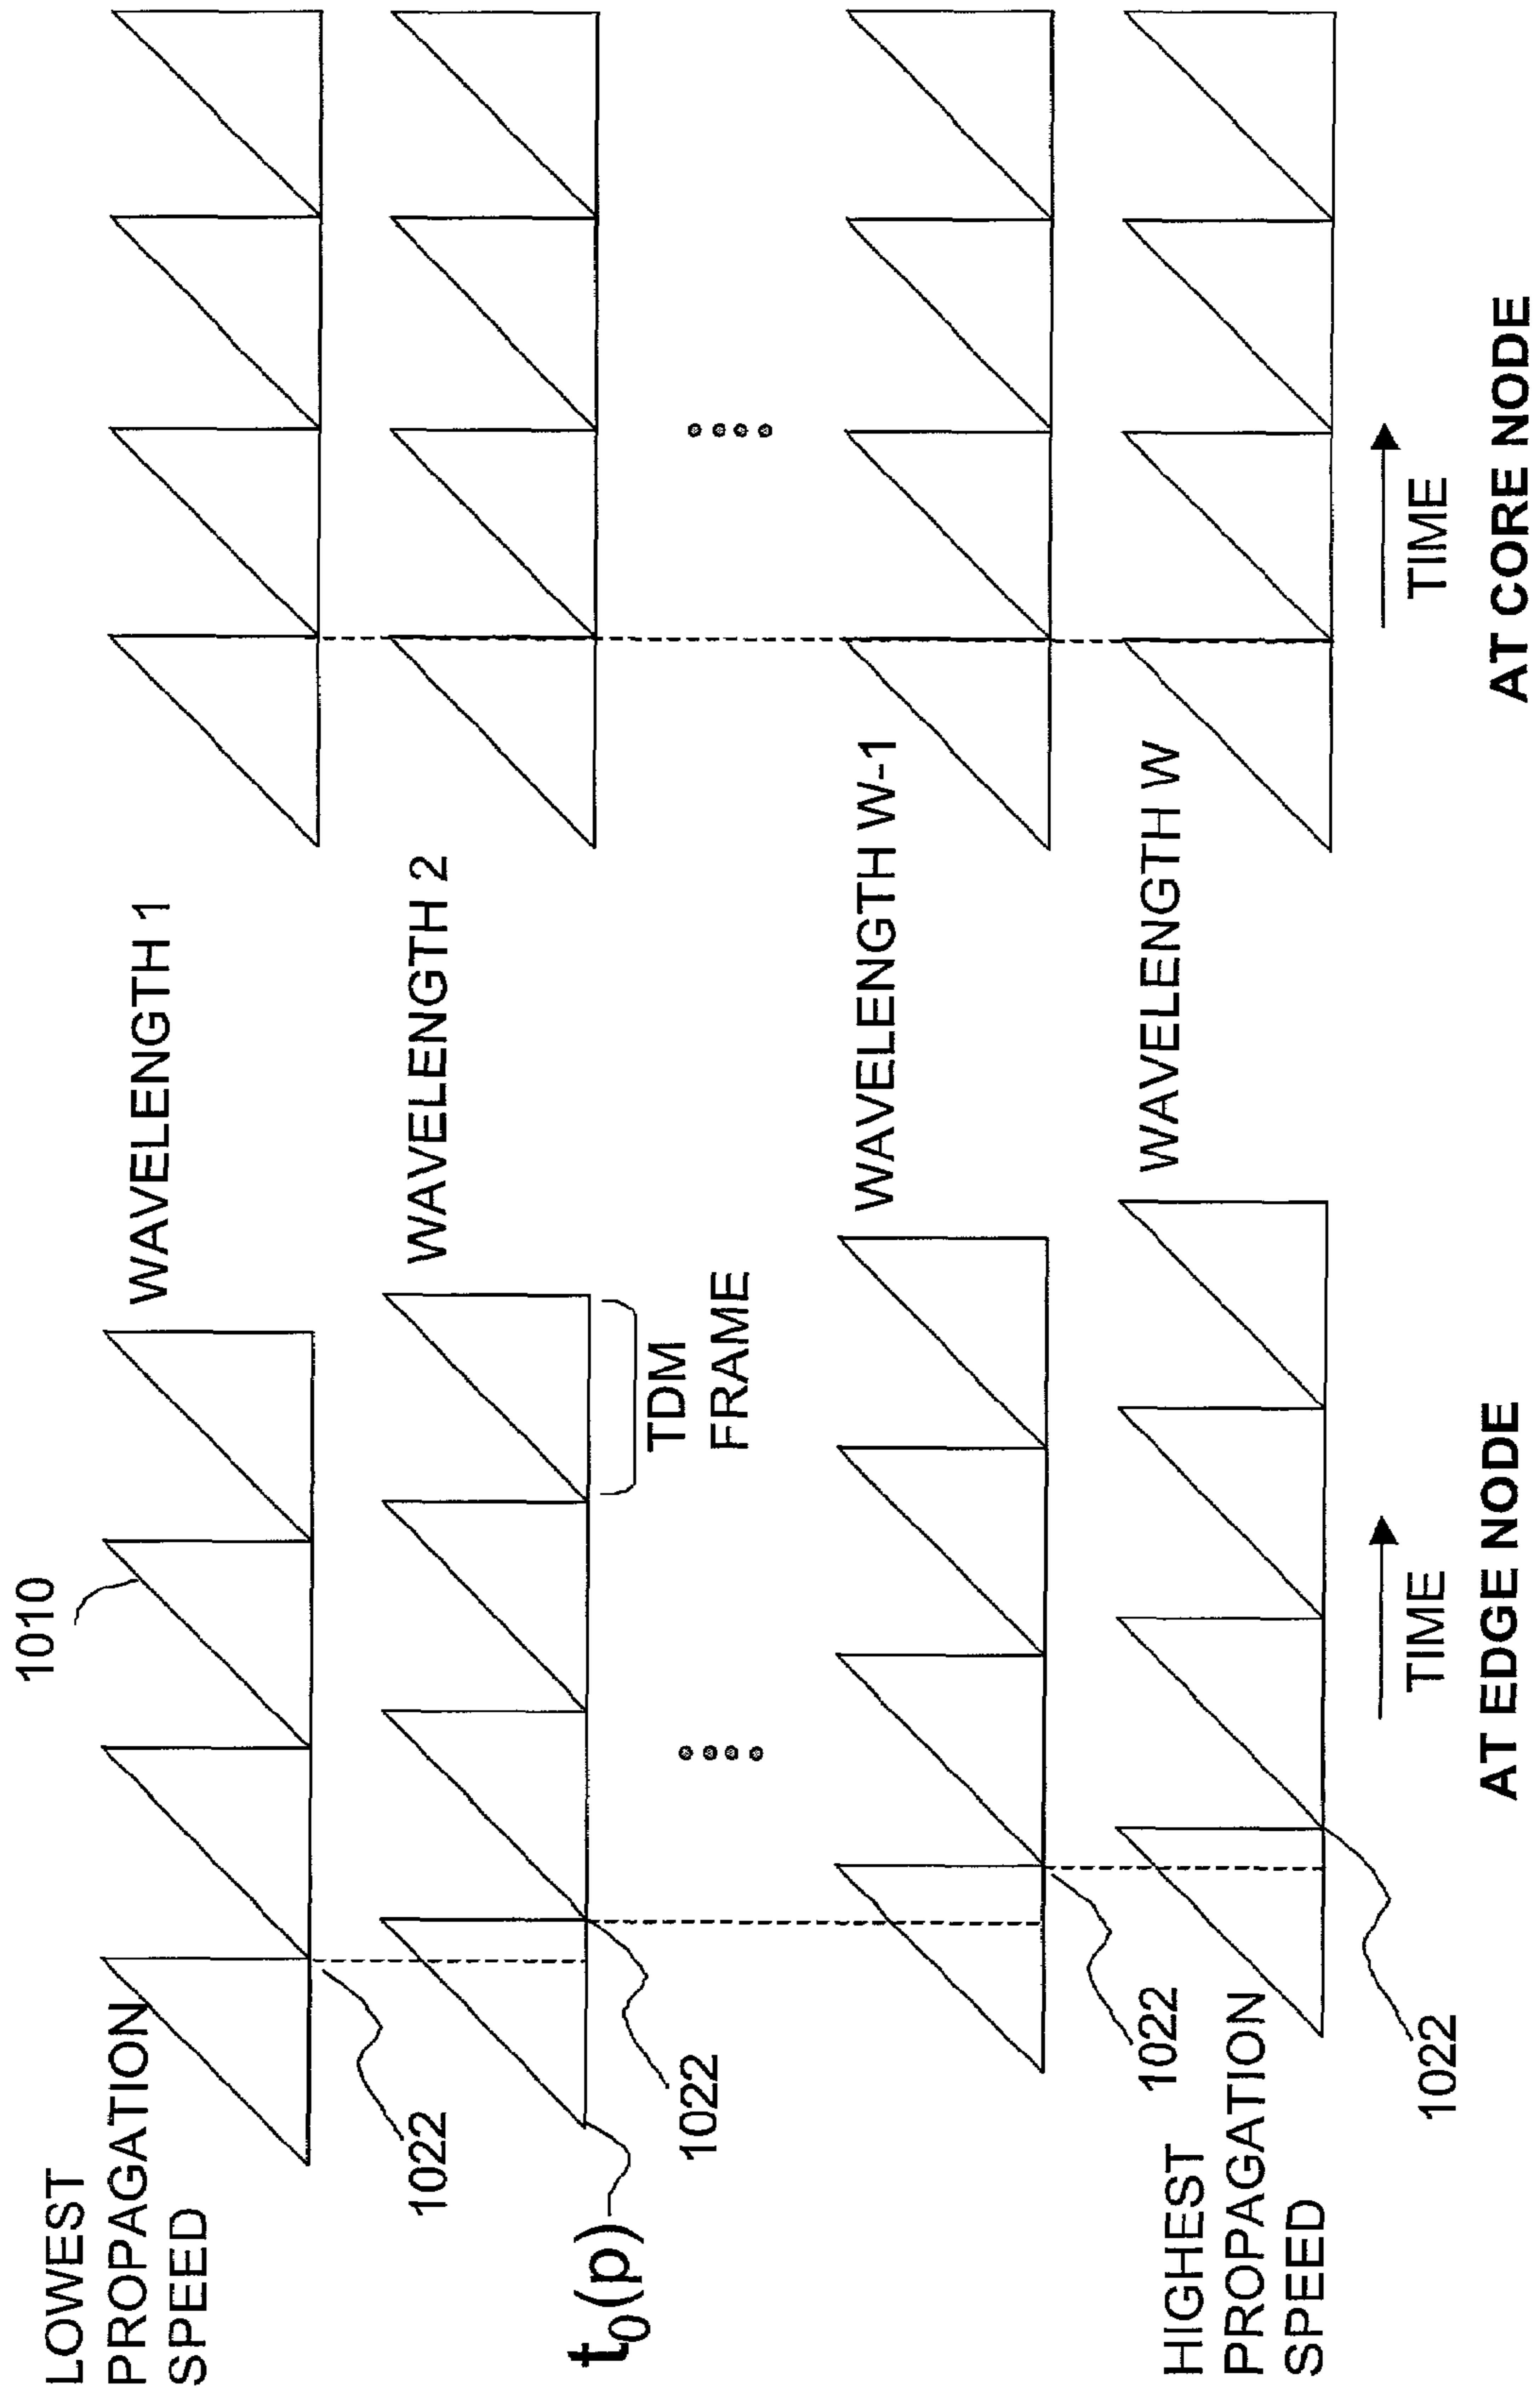 LOWEST
PROPAGATION
SPEED
1010
1022
WAVELENGTH 1
t0(p)
1022
TDM
FRAME
WAVELENGTH 2
1022
WAVELENGTH W-1
HIGHEST
PROPAGATION
SPEED
1022
WAVELENGTH W
TIME
AT EDGE NODE
TIME
AT CORE NODE